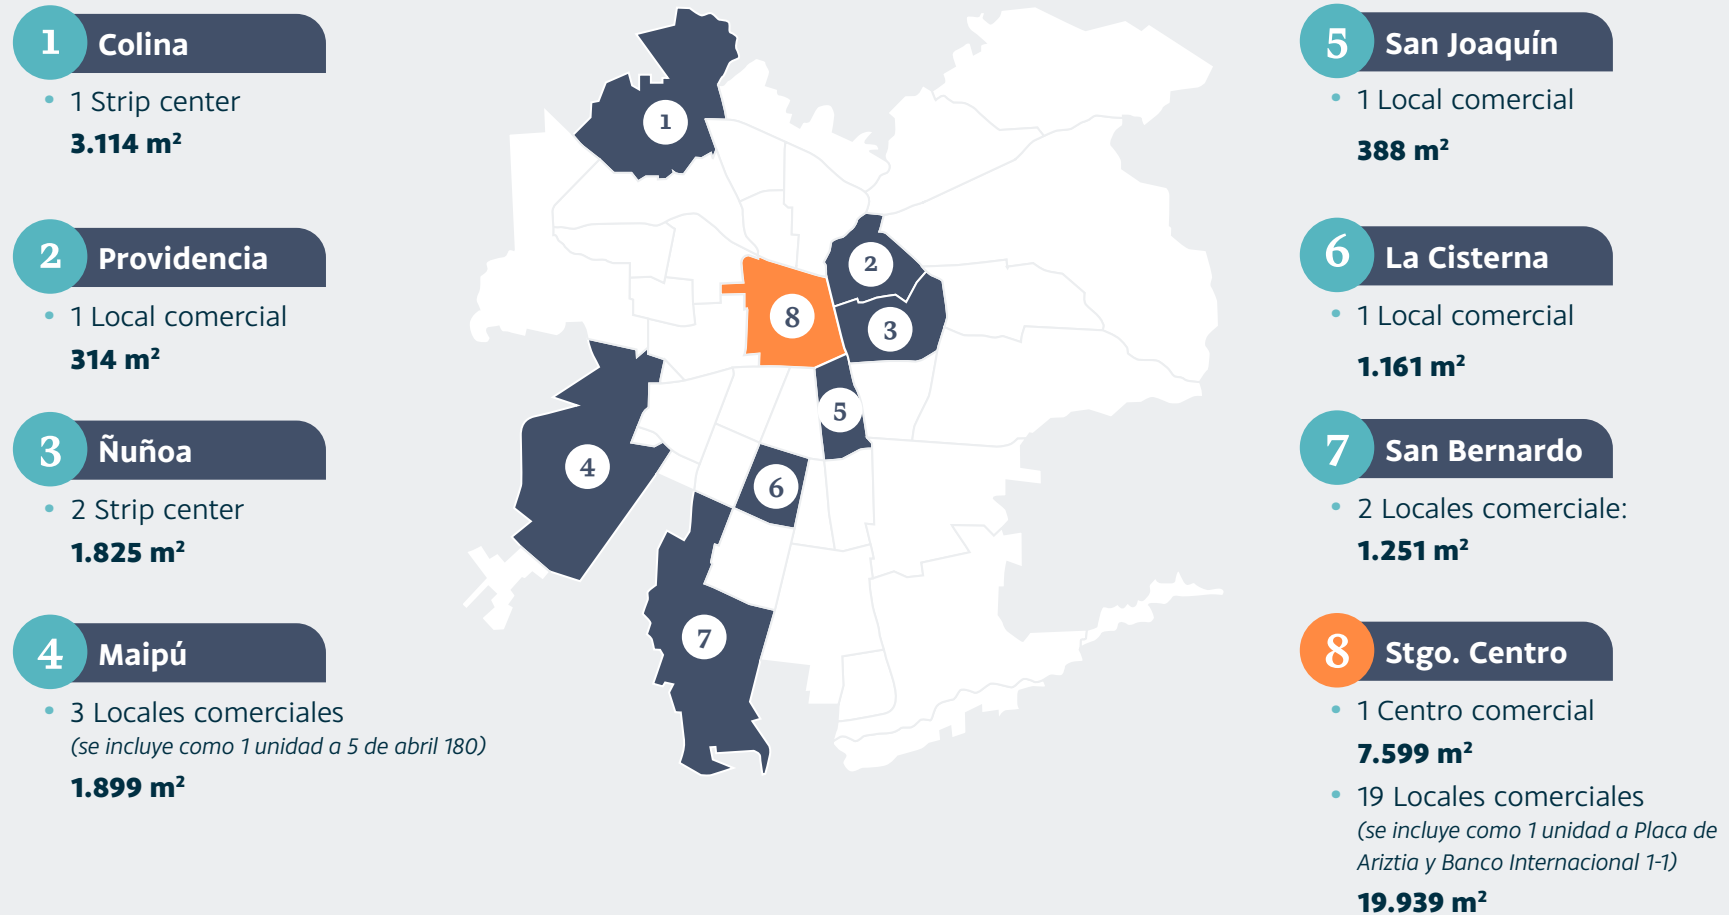 1 Colina
• 1 Strip center
3.114 m²
2 Providencia
• 1 Local comercial
314 m²
3 Ñuñoa
• 2 Strip center
1.825 m²
4 Maipú
• 3 Locales comerciales
(se incluye como 1 unidad a 5 de abril 180)
1.899 m²
1
2
3
8
5
4
6
7
5 San Joaquín
• 1 Local comercial
388 m²
6 La Cisterna
• 1 Local comercial
1.161 m²
7 San Bernardo
• 2 Locales comerciale:
1.251 m²
8 Stgo. Centro
• 1 Centro comercial
7.599 m²
• 19 Locales comerciales
(se incluye como 1 unidad a Placa de
Ariztia y Banco Internacional 1-1)
19.939 m²